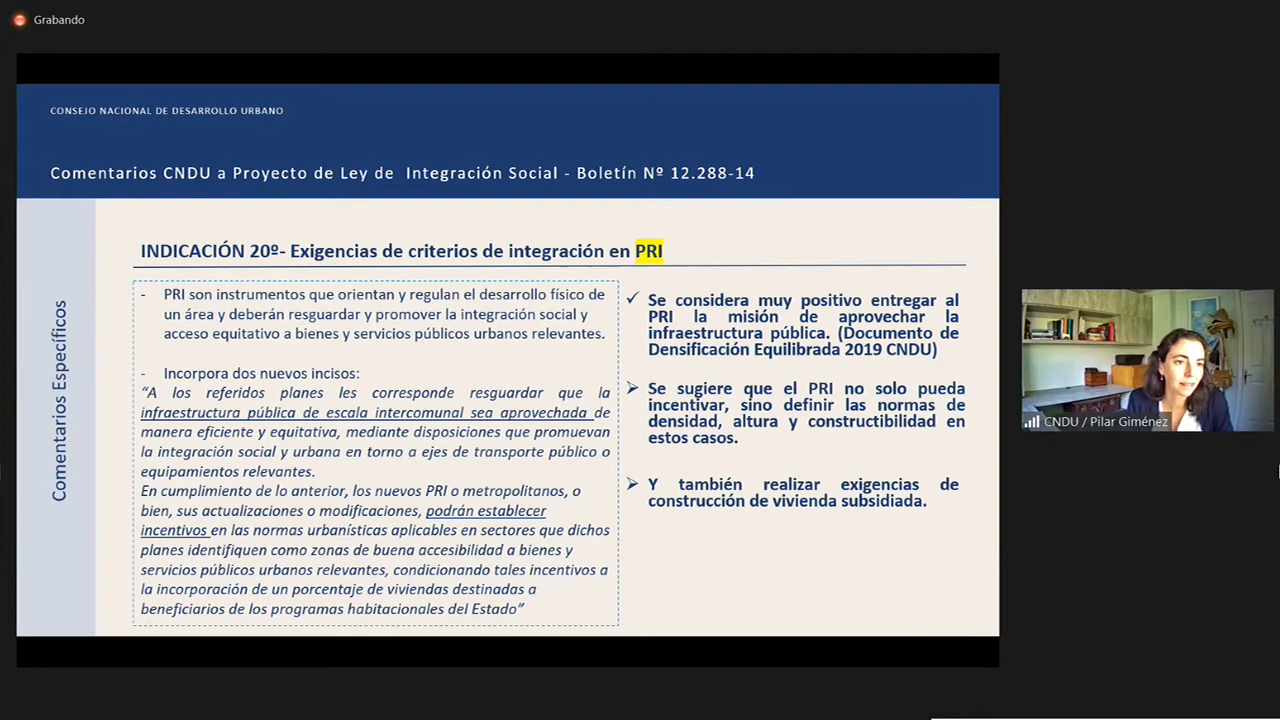 Grabando
CONSEJO NACIONAL DE DESARROLLO URBANO
Comentarios CNDU a Proyecto de Ley de Integración Social - Boletín Nº 12.288-14
Comentarios Específicos
INDICACIÓN 20º- Exigencias de criterios de integración en PRI
- PRI son instrumentos que orientan y regulan el desarrollo físico de
un área y deberán resguardar y promover la integración social y
acceso equitativo a bienes y servicios públicos urbanos relevantes.
- Incorpora dos nuevos incisos:
“A los referidos planes les corresponde resguardar que la
infraestructura pública de escala intercomunal sea aprovechada de
manera eficiente y equitativa, mediante disposiciones que promuevan
la integración social y urbana en torno a ejes de transporte público o
equipamientos relevantes.
En cumplimiento de lo anterior, los nuevos PRI o metropolitanos, o
bien, sus actualizaciones o modificaciones, podrán establecer
incentivos en las normas urbanísticas aplicables en sectores que dichos
planes identifiquen como zonas de buena accesibilidad a bienes y
servicios públicos urbanos relevantes, condicionando tales incentivos a
la incorporación de un porcentaje de viviendas destinadas a
beneficiarios de los programas habitacionales del Estado”
✓ Se considera muy positivo entregar al
PRI la misión de aprovechar la
infraestructura pública. (Documento de
Densificación Equilibrada 2019 CNDU)
➢ Se sugiere que el PRI no solo pueda
incentivar, sino definir las normas de
densidad, altura y constructibilidad en
estos casos.
➢ Y también realizar exigencias de
construcción de vivienda subsidiada.
CNDU / Pilar Giménez